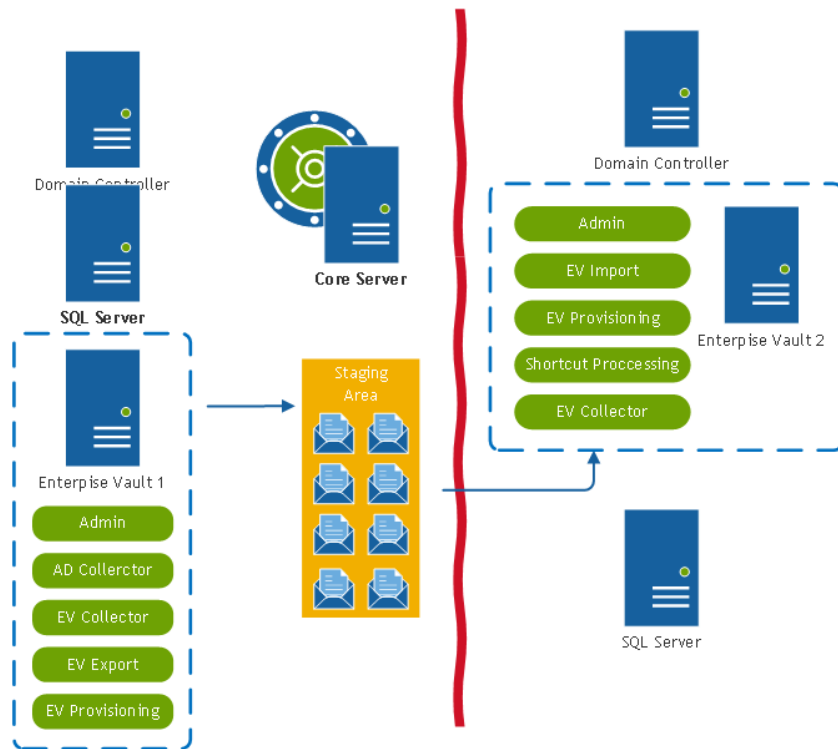 Domain Controller
SQL Server
Core Server
Enterpise Vault 1
Admin
AD Collerctor
EV Collector
EV Export
EV Provisioning
Staging
Area
Domain Controller
Admin
EV Import
EV Provisioning
Shortcut Proccessing
EV Collector
Enterpise Vault 2
SQL Server